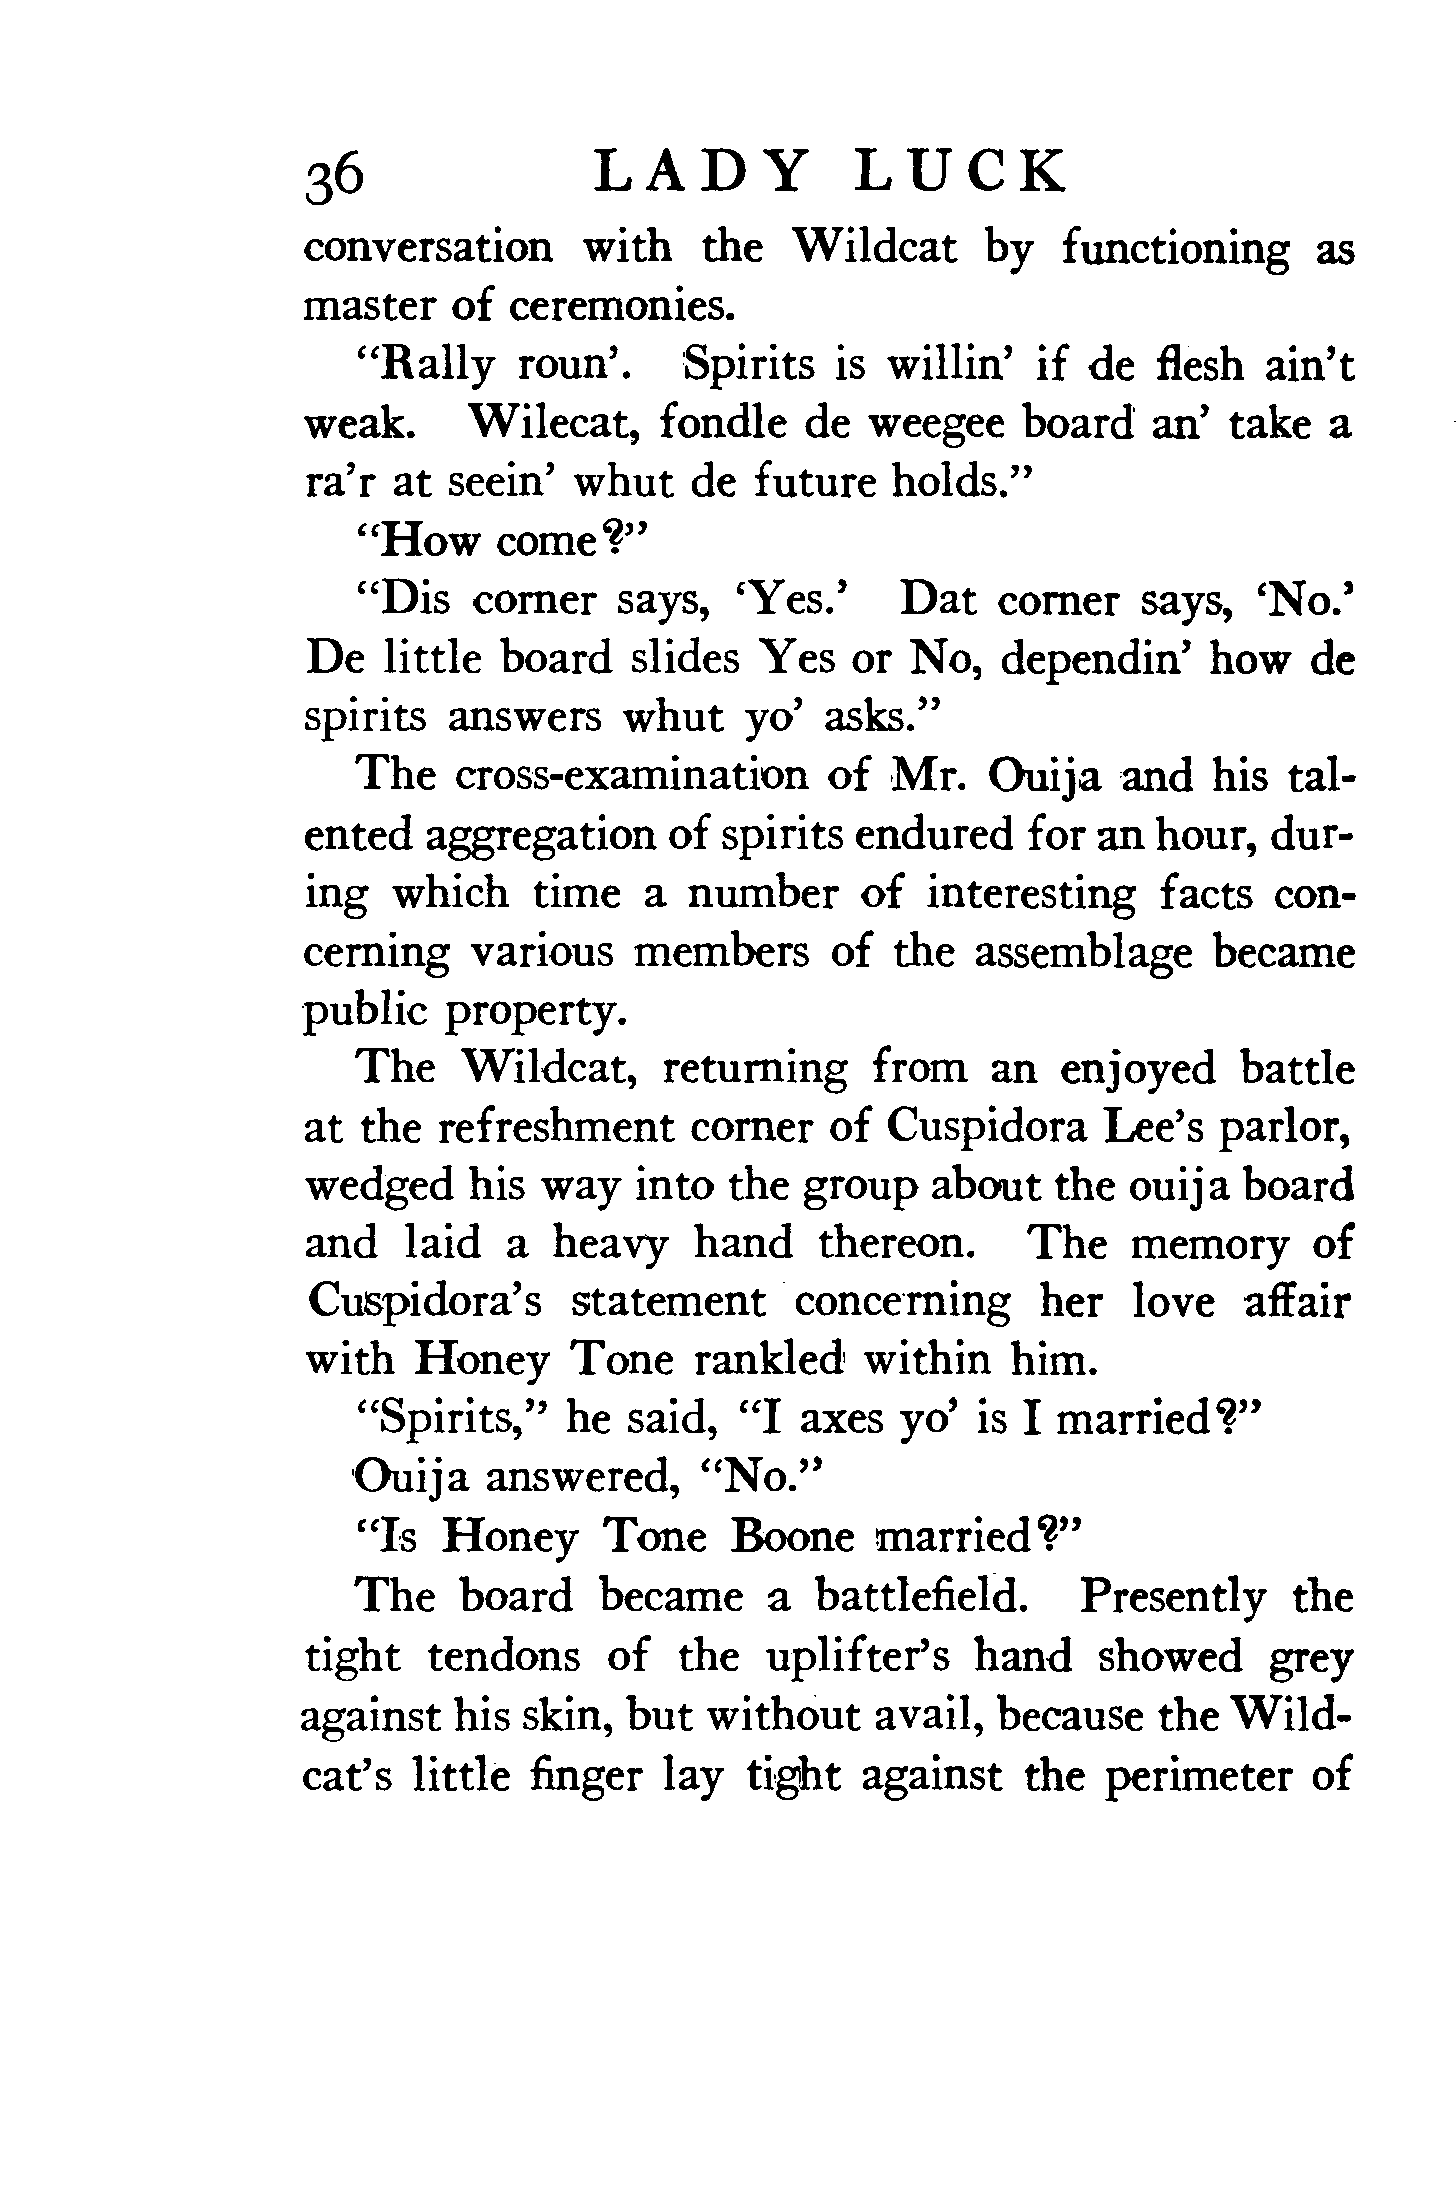 36 LADY LUCK
conversation with the Wildcat by functioning as
master of ceremonies.
“Rally roun’. Spirits is willin’ if de flesh ain’t
weak. Wilecat, fondle de weegee board an’ take a
ra’r at seein’ whut de future holds.”
“How come?”
“Dis corner says, ‘Yes.’ Dat corner says, ‘No.’
De little board slides Yes or No, dependin’ how de
spirits answers whut yo’ asks.”
The cross-examination of Mr. Ouija and his tal-
ented aggregation of spirits endured for an hour, dur-
ing which time a number of interesting facts con-
cerning various members of the assemblage became
public property.
The Wildcat, returning from an enjoyed battle
at the refreshment corner of Cuspidora Lee’s parlor,
wedged his way into the group about the ouija board
and laid a heavy hand thereon. The memory of
Cuspidora’s statement concerning her love affair
with Honey Tone rankled within him.
“Spirits,” he said, “I axes yo’ is I married?”
Ouija answered, “No.”
“Is Honey Tone Boone married?”
The board became a battlefield. Presently the
tight tendons of the uplifter’s hand showed grey
against his skin, but without avail, because the Wild-
cat’s little finger lay tight against the perimeter of